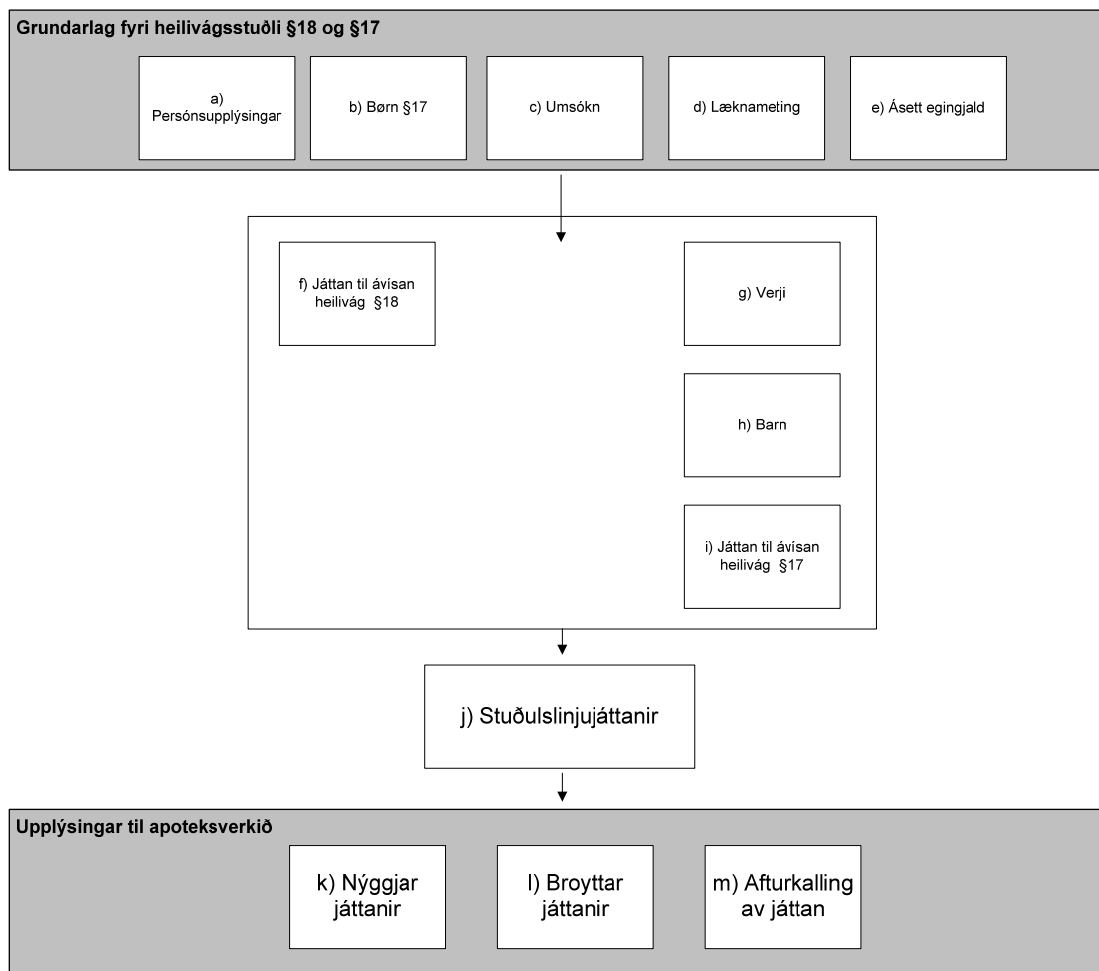 Grundarlag fyri heilivágsstuðli §18 og §17
a)
Persónsupplýsingar
b) Børn §17
c) Umsókn
d) Læknameting
e) Ásett egingjald
f) Játtan til ávísan
heilivág §18
g) Verji
h) Barn
i) Játtan til ávísan
heilivág §17
j) Stuðulslinjujáttanir
Upplýsingar til apoteksverkið
k) Nýggjar
játtanir
l) Broyttar
játtanir
m) Afturkalling
av játtan